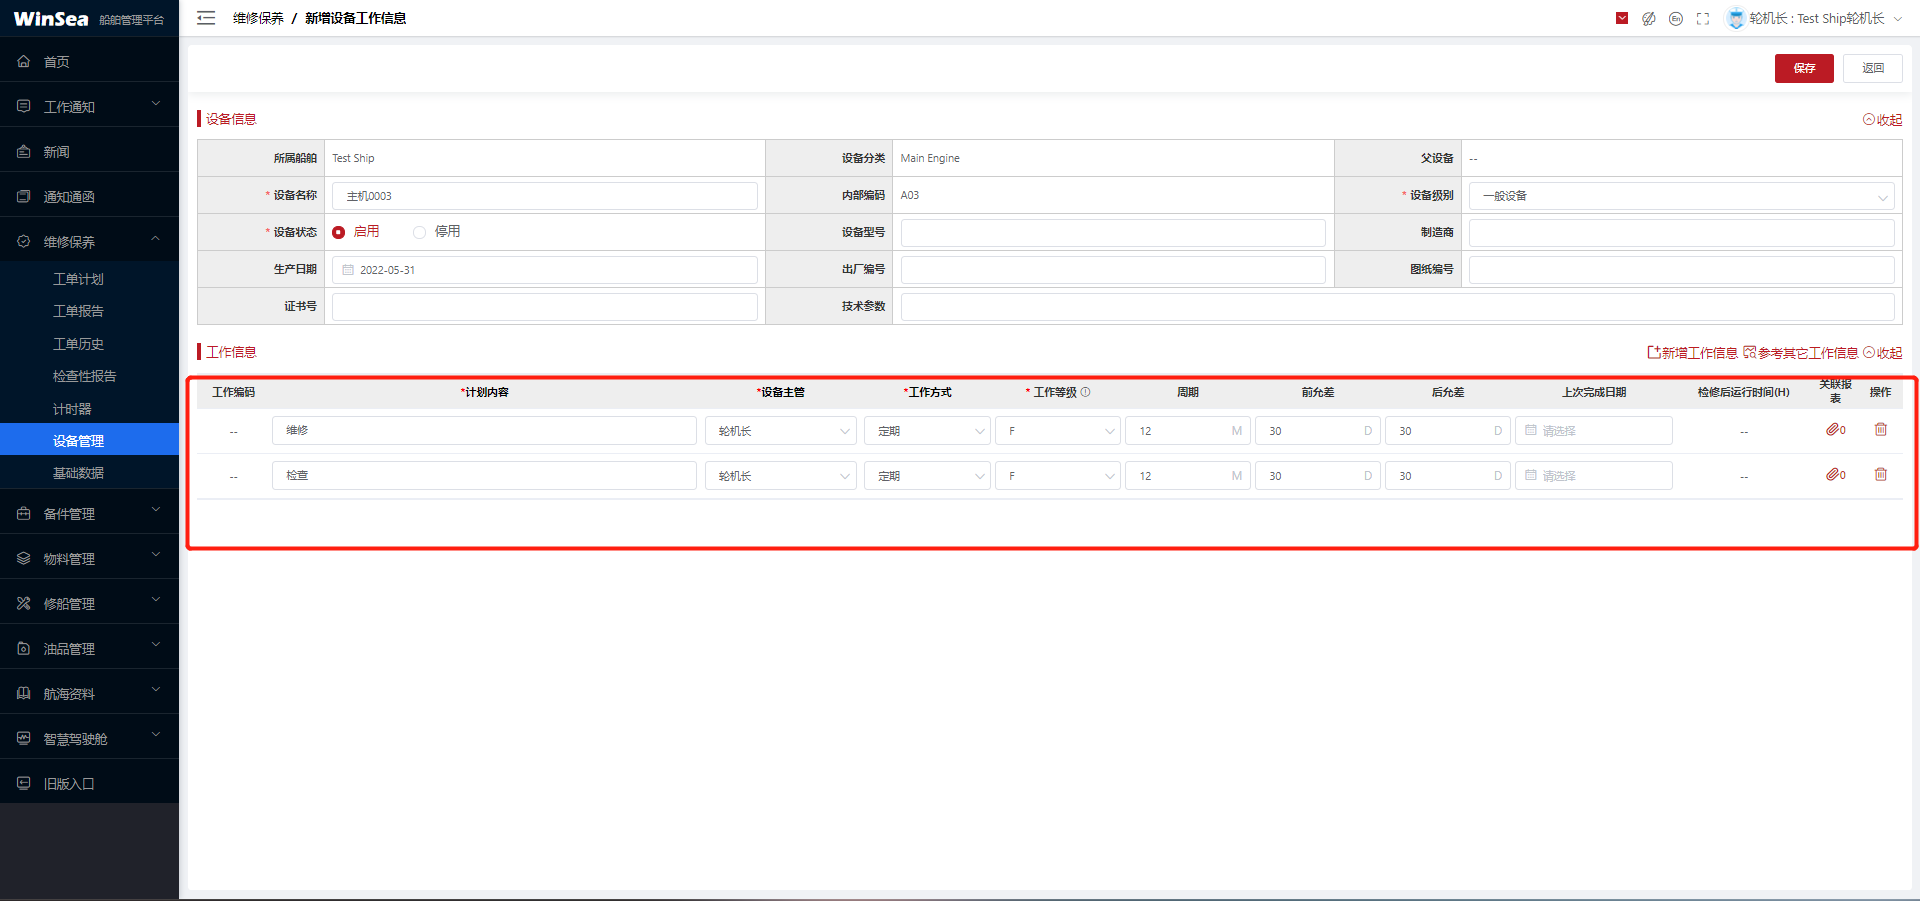 WinSea 船舶管理平台
维修保养 / 新增设备工作信息
En
轮机长 : Test Ship轮机长
首页
工作通知
新闻
通知通函
维修保养
工单计划
工单报告
工单历史
检查性报告
计时器
设备管理
基础数据
备件管理
物料管理
修船管理
油品管理
航海资料
智慧驾驶舱
旧版入口
保存 返回
设备信息 收起
所属船舶 Test Ship 设备分类 Main Engine 父设备 --
* 设备名称 主机0003 内部编码 A03 * 设备级别 一般设备
* 设备状态 启用 停用 设备型号 制造商
生产日期 2022-05-31 出厂编号 图纸编号
证书号 技术参数
工作信息 新增工作信息 参考其它工作信息 收起
工作编码 *计划内容 *设备主管 *工作方式 * 工作等级 周期 前允差 后允差 上次完成日期 检修后运行时间(H) 关联报表 操作
-- 维修 轮机长 定期 F 12 M 30 D 30 D 请选择 -- 0
-- 检查 轮机长 定期 F 12 M 30 D 30 D 请选择 -- 0